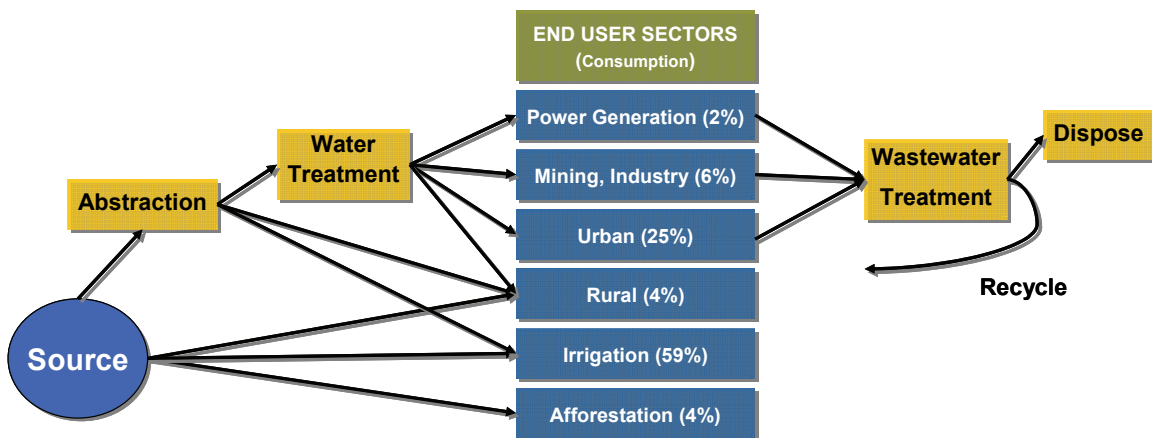 END USER SECTORS
(Consumption)
Power Generation (2%)
Mining, Industry (6%)
Urban (25%)
Rural (4%)
Irrigation (59%)
Afforestation (4%)
Water
Treatment
Abstraction
Source
Wastewater
Treatment
Dispose
Recycle